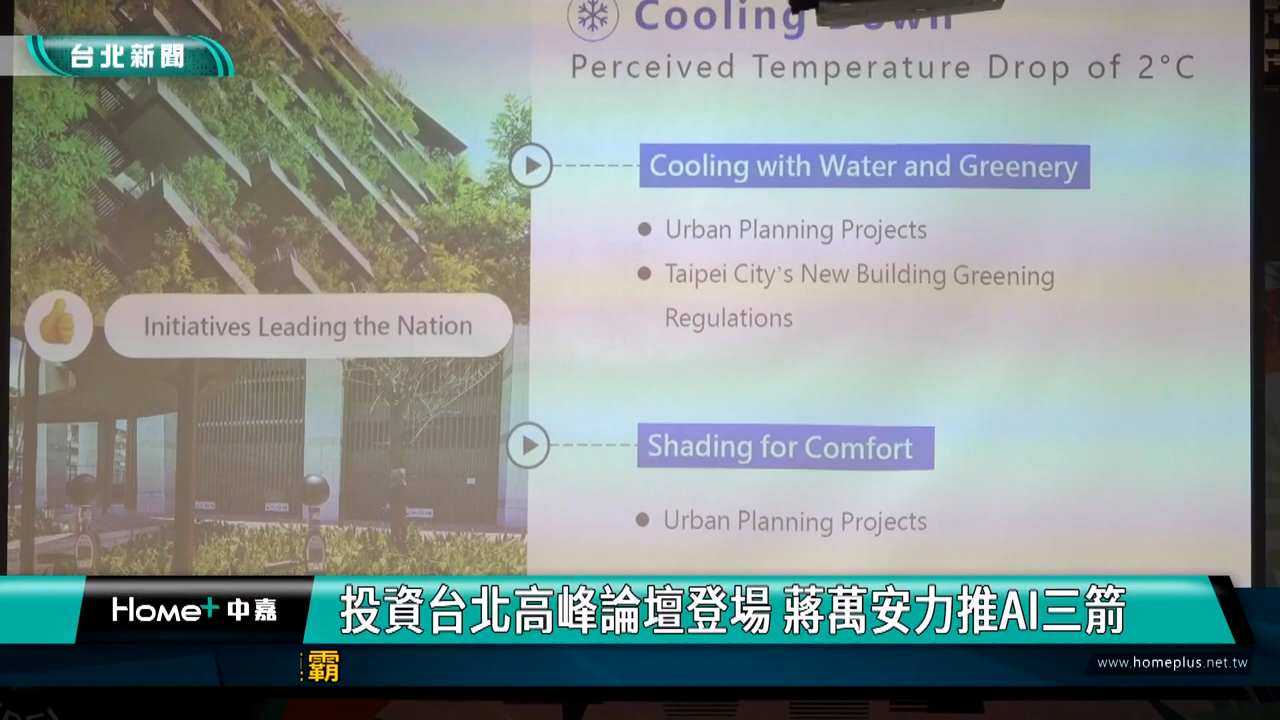 台北新聞
Cooling Down
Perceived Temperature Drop of 2°C
Cooling with Water and Greenery
Urban Planning Projects
Taipei City's New Building Greening
Regulations
Initiatives Leading the Nation
Shading for Comfort
Urban Planning Projects
Home+中嘉
投資台北高峰論壇登場 蔣萬安力推AI三箭
霸
www.homeplus.net.tw